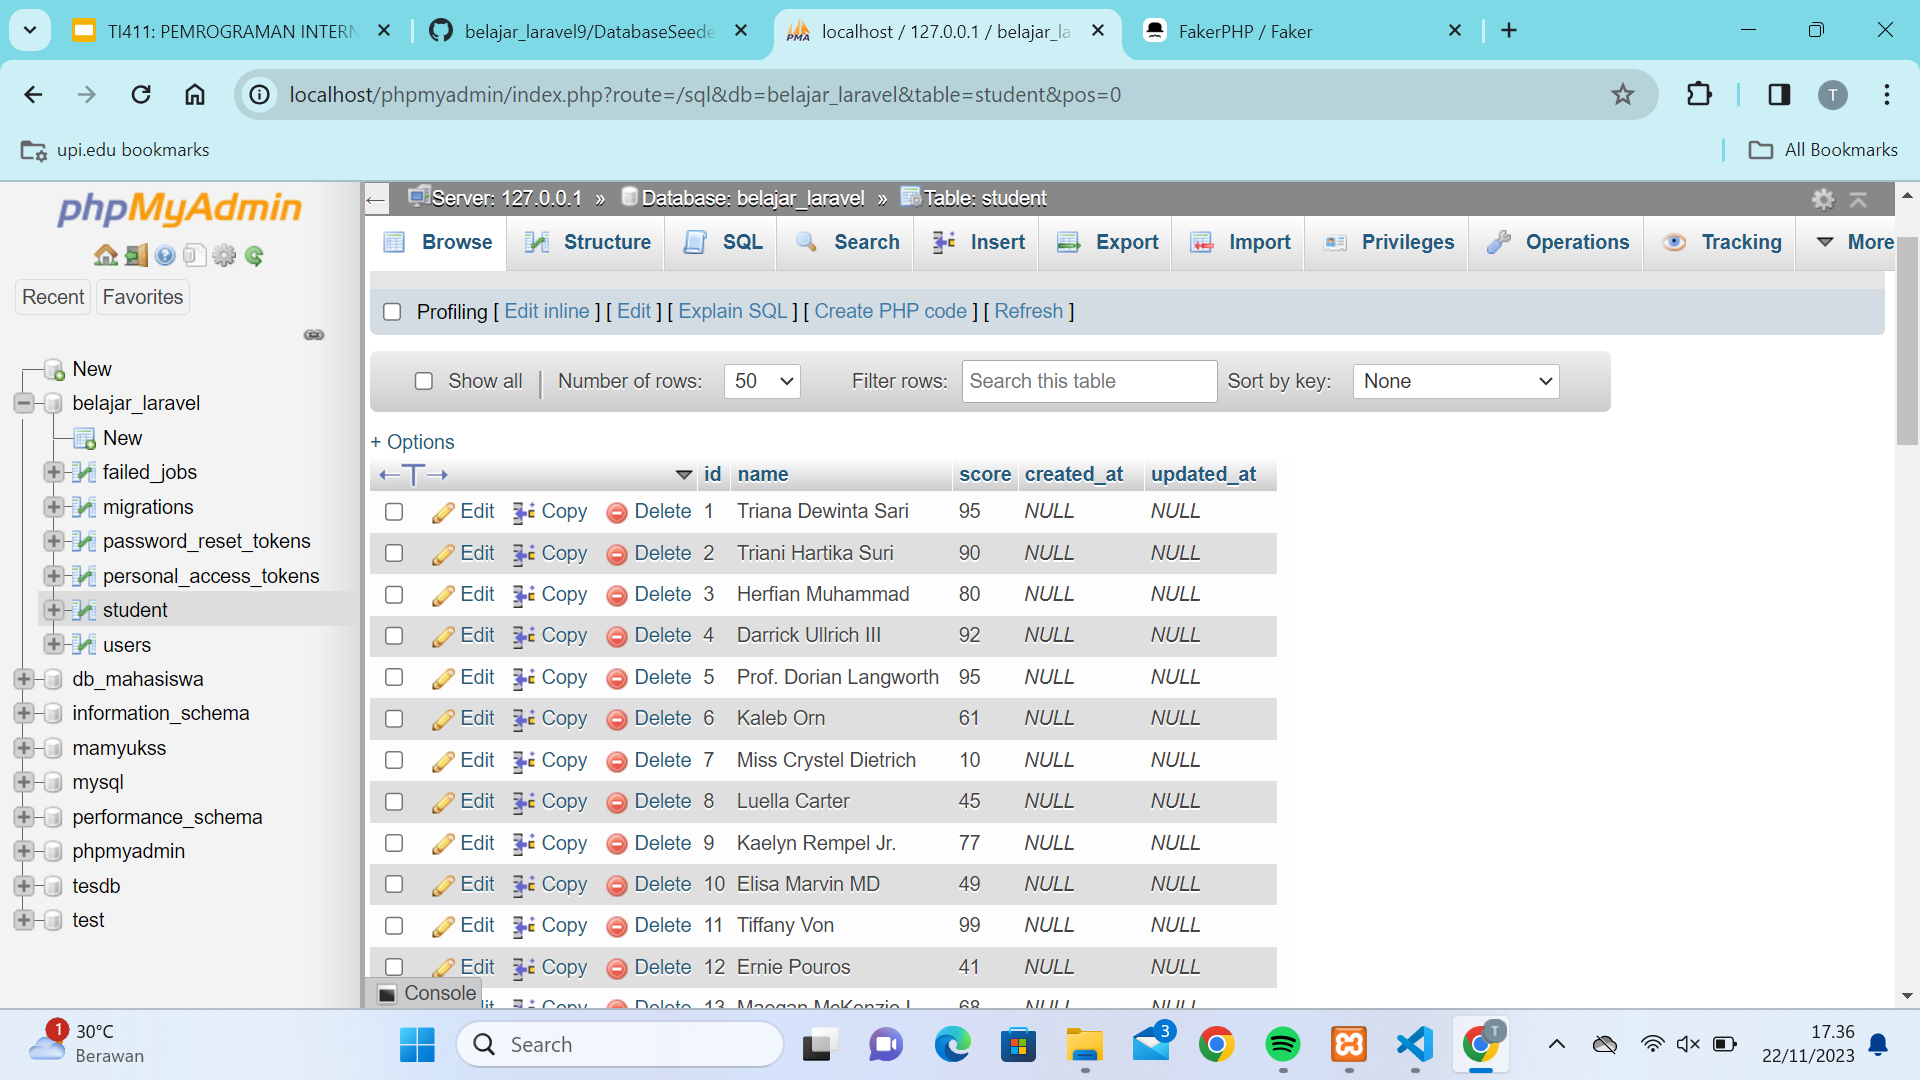 TI411: PEMROGRAMAN INTERN
belajar_laravel9/DatabaseSeede
localhost / 127.0.0.1 / belajar_la
FakerPHP / Faker
localhost/phpmyadmin/index.php?route=/sql&db=belajar_laravel&table=student&pos=0
T
upi.edu bookmarks
All Bookmarks
phpMyAdmin
Recent
Favorites
New
belajar_laravel
New
failed_jobs
migrations
password_reset_tokens
personal_access_tokens
student
users
db_mahasiswa
information_schema
mamyukss
mysql
performance_schema
phpmyadmin
tesdb
test
Server: 127.0.0.1 » Database: belajar_laravel » Table: student
Browse Structure SQL Search Insert Export Import Privileges Operations Tracking More
Profiling [ Edit inline ] [ Edit ] [ Explain SQL ] [ Create PHP code ] [ Refresh ]
Show all | Number of rows: 50 Filter rows: Search this table Sort by key: None
+ Options
←T→ id name score created_at updated_at
Edit Copy Delete 1 Triana Dewinta Sari 95 NULL NULL
Edit Copy Delete 2 Triani Hartika Suri 90 NULL NULL
Edit Copy Delete 3 Herfian Muhammad 80 NULL NULL
Edit Copy Delete 4 Darrick Ullrich III 92 NULL NULL
Edit Copy Delete 5 Prof. Dorian Langworth 95 NULL NULL
Edit Copy Delete 6 Kaleb Orn 61 NULL NULL
Edit Copy Delete 7 Miss Crystel Dietrich 10 NULL NULL
Edit Copy Delete 8 Luella Carter 45 NULL NULL
Edit Copy Delete 9 Kaelyn Rempel Jr. 77 NULL NULL
Edit Copy Delete 10 Elisa Marvin MD 49 NULL NULL
Edit Copy Delete 11 Tiffany Von 99 NULL NULL
Edit Copy Delete 12 Ernie Pouros 41 NULL NULL
Copy Delete 13 Maegan McKenzie 68 NULL NULL
Console
1
30°C
Berawan
Search
3
T
17.36
22/11/2023